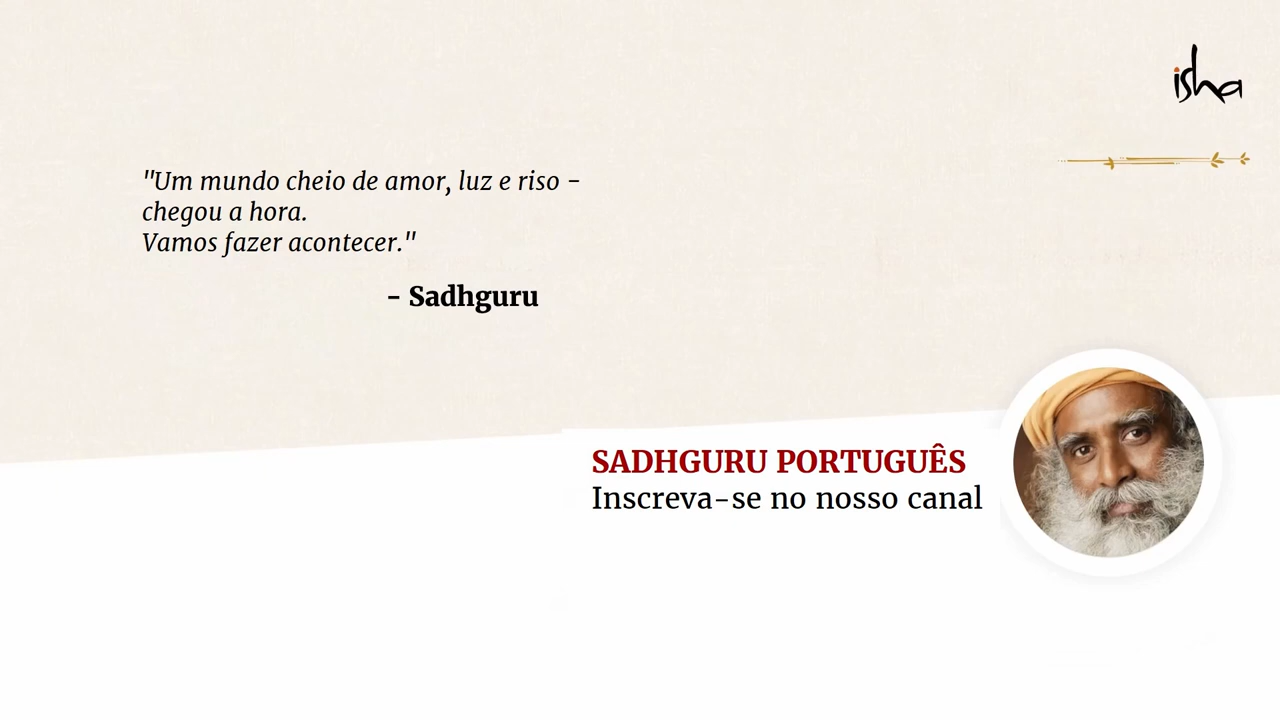 isha
"Um mundo cheio de amor, luz e riso -
chegou a hora.
Vamos fazer acontecer."
- Sadhguru
SADHGURU PORTUGUÊS
Inscreva-se no nosso canal